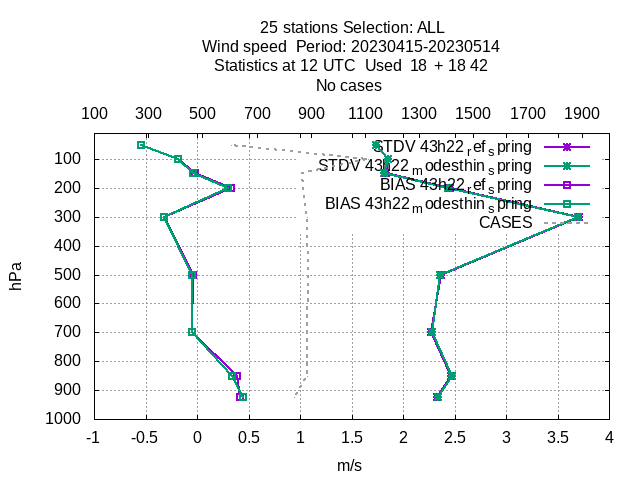 25 stations Selection: ALL
Wind speed  Period: 20230415-20230514
Statistics at 12 UTC  Used  18  + 18 42
No cases
100 300 500 700 900 1100 1300 1500 1700 1900
STDV 43h22_ref_spring
STDV 43h22_modesthin_spring
BIAS 43h22_ref_spring
BIAS 43h22_modesthin_spring
CASES
100
200
300
400
500
600
700
800
900
1000
hPa
-1 -0.5 0 0.5 1 1.5 2 2.5 3 3.5 4
m/s